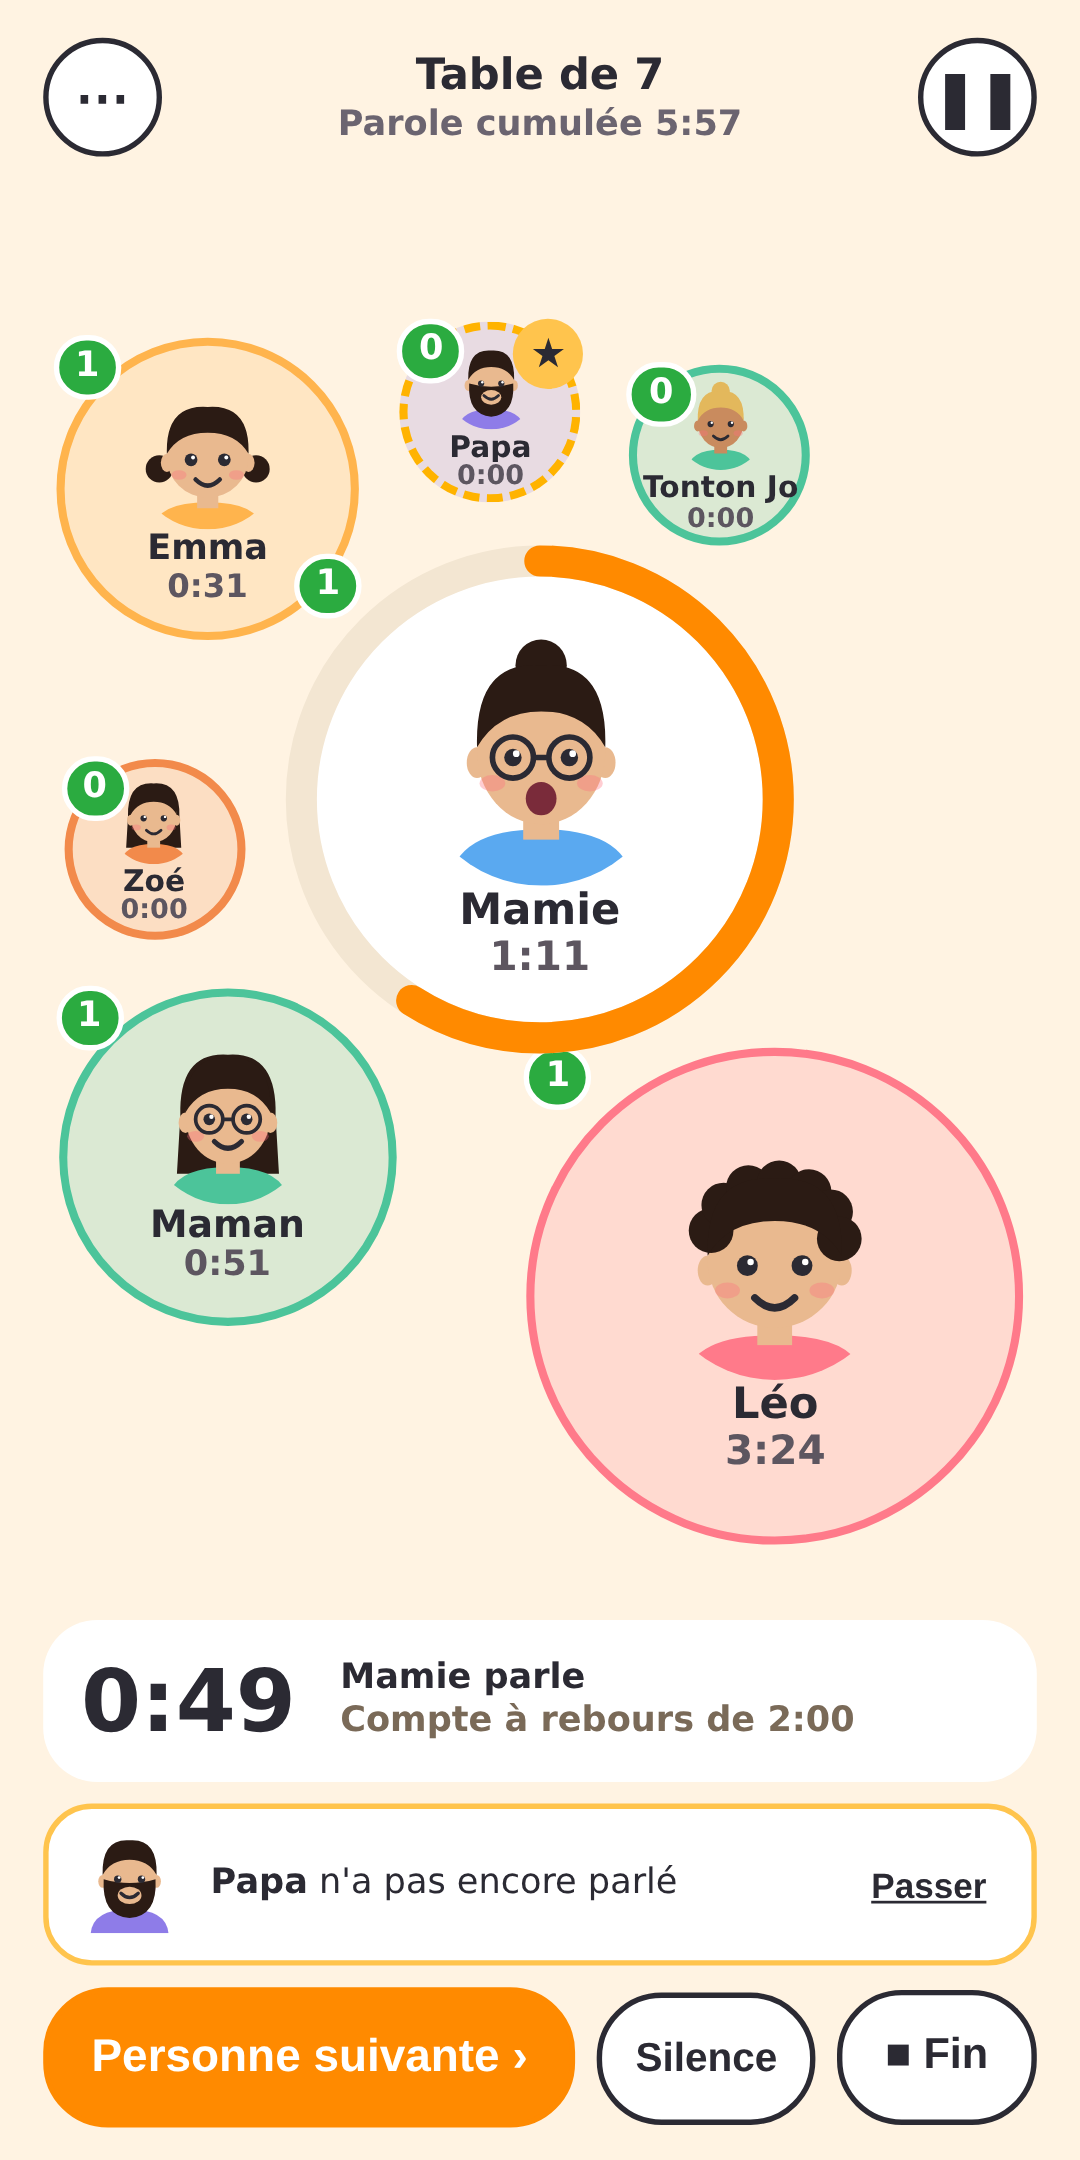 ...
Table de 7
Parole cumulée 5:57
1
Emma
0:31
0
★
Papa
0:00
0
Tonton Jo
0:00
1
Mamie
1:11
0
Zoé
0:00
1
Maman
0:51
1
Léo
3:24
0:49
Mamie parle
Compte à rebours de 2:00
Papa n'a pas encore parlé
Passer
Personne suivante ›
Silence
■ Fin